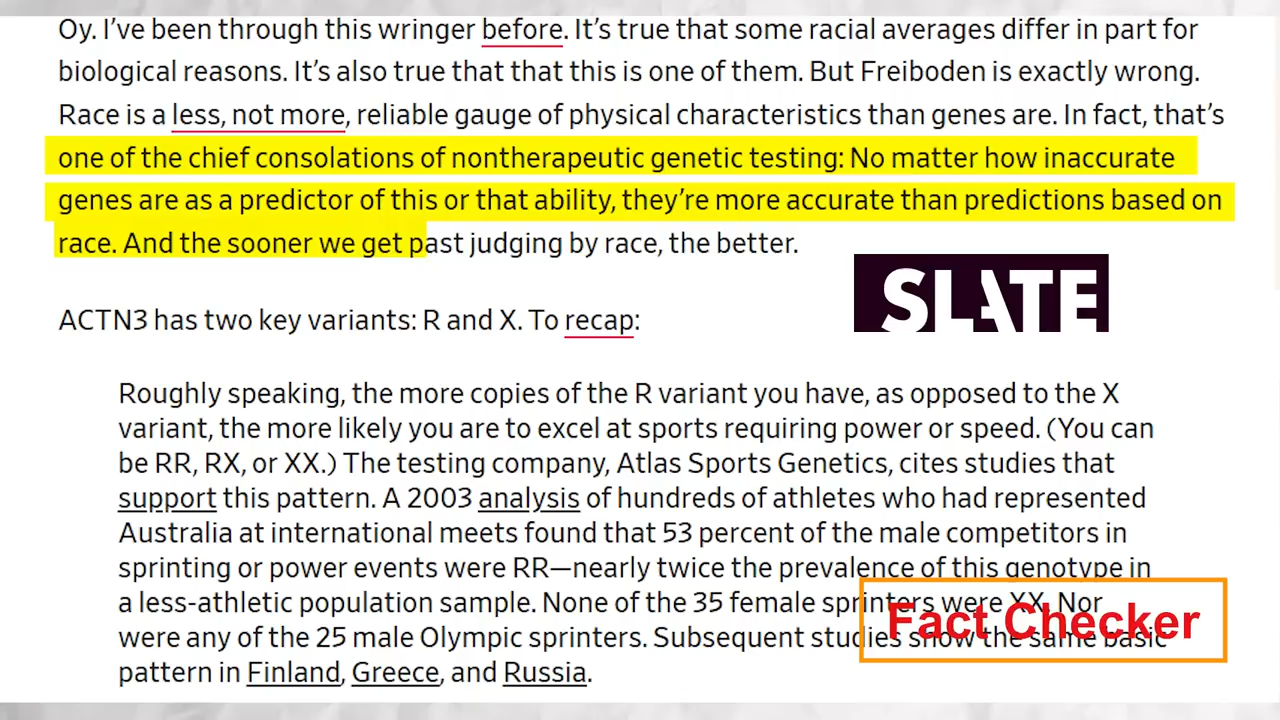 Oy. I've been through this wringer before. It's true that some racial averages differ in part for
biological reasons. It's also true that that this is one of them. But Freiboden is exactly wrong.
Race is a less, not more, reliable gauge of physical characteristics than genes are. In fact, that's
one of the chief consolations of nontherapeutic genetic testing: No matter how inaccurate
genes are as a predictor of this or that ability, they're more accurate than predictions based on
race. And the sooner we get past judging by race, the better.
SLATE
ACTN3 has two key variants: R and X. To recap:
Roughly speaking, the more copies of the R variant you have, as opposed to the X
variant, the more likely you are to excel at sports requiring power or speed. (You can
be RR, RX, or XX.) The testing company, Atlas Sports Genetics, cites studies that
support this pattern. A 2003 analysis of hundreds of athletes who had represented
Australia at international meets found that 53 percent of the male competitors in
sprinting or power events were RR—nearly twice the prevalence of this genotype in
a less-athletic population sample. None of the 35 female sprinters were XX. Nor
were any of the 25 male Olympic sprinters. Subsequent studies show the same basic
pattern in Finland, Greece, and Russia.
Fact Checker